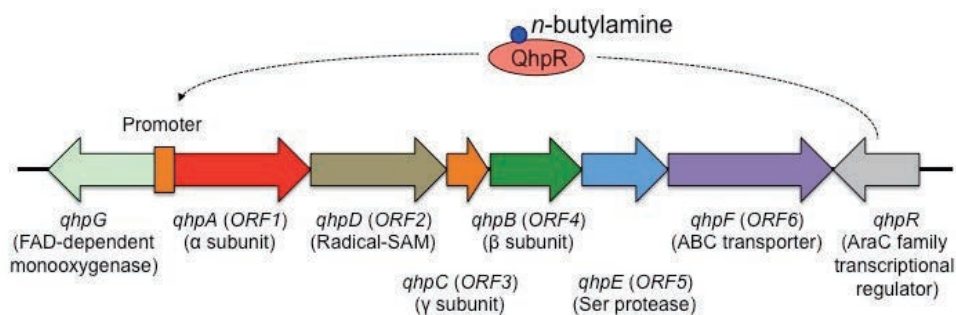 n-butylamine
QhpR
Promoter
qhpG
(FAD-dependent
monooxygenase)
qhpA (ORF1)
(α subunit)
qhpD (ORF2)
(Radical-SAM)
qhpC (ORF3)
(γ subunit)
qhpB (ORF4)
(β subunit)
qhpE (ORF5)
(Ser protease)
qhpF (ORF6)
(ABC transporter)
qhpR
(AraC family
transcriptional
regulator)